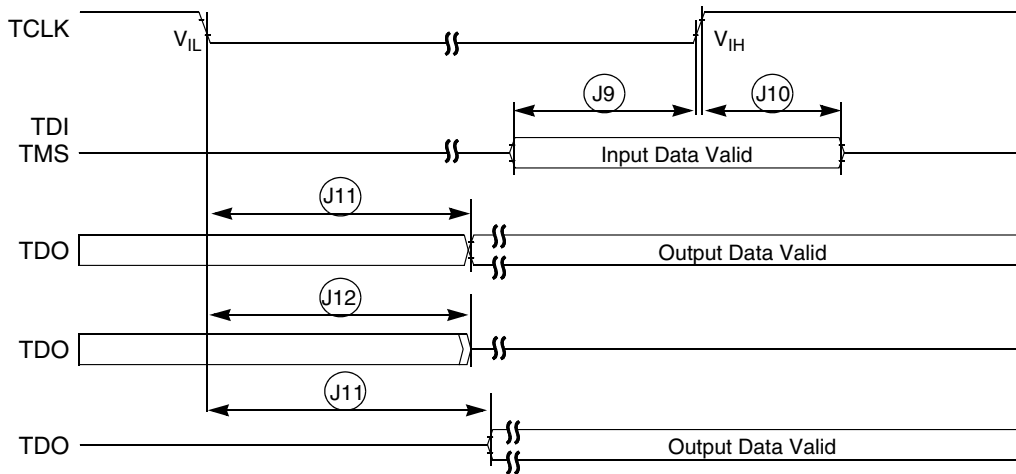 TCLK
VIL
VIH
J9
J10
TDI
TMS
Input Data Valid
J11
TDO
Output Data Valid
J12
TDO
J11
TDO
Output Data Valid